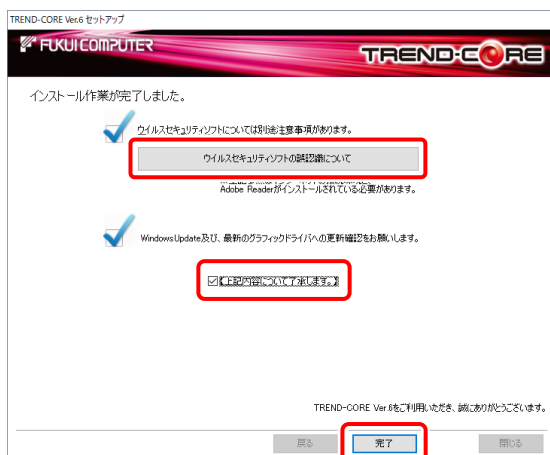 TREND-CORE Ver.6 セットアップ
FUKUI COMPUTER
TREND-CORE
インストール作業が完了しました。
ウイルスセキュリティソフトについては別途注意事項があります。
ウイルスセキュリティソフトの誤認識について
Adobe Readerがインストールされている必要があります。
Windows Update及び、最新のグラフィックドライバへの更新確認をお願いします。
【上記内容について了承します。】
TREND-CORE Ver.6をご利用いただき、誠にありがとうございます。
戻る
完了
閉じる